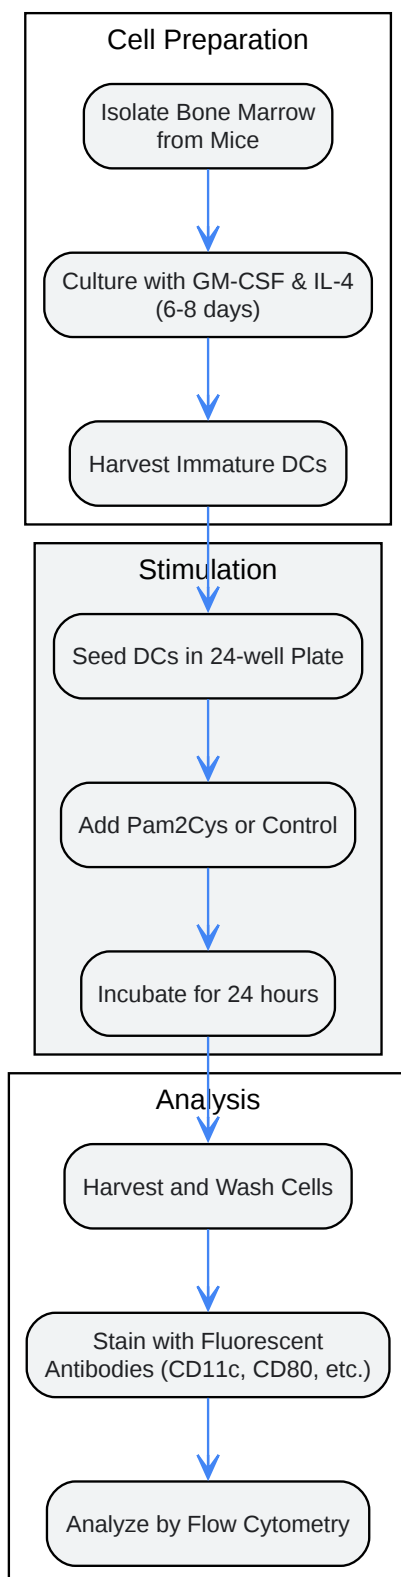 Cell Preparation
Isolate Bone Marrow
from Mice
Culture with GM-CSF & IL-4
(6-8 days)
Harvest Immature DCs
Stimulation
Seed DCs in 24-well Plate
Add Pam2Cys or Control
Incubate for 24 hours
Analysis
Harvest and Wash Cells
Stain with Fluorescent
Antibodies (CD11c, CD80, etc.)
Analyze by Flow Cytometry